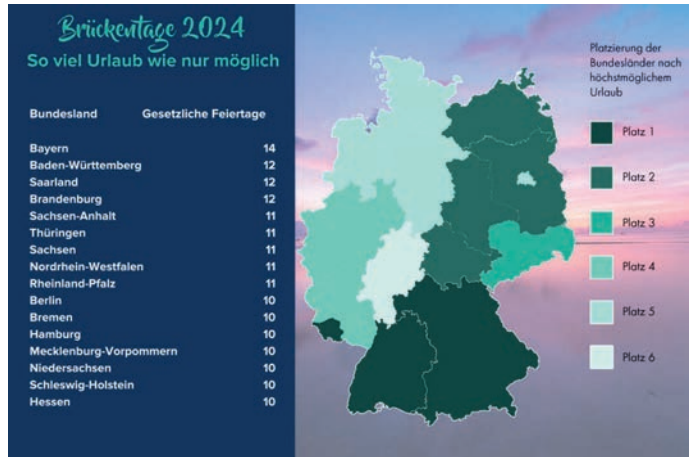 Brückentage 2024
So viel Urlaub wie nur möglich
Bundesland Gesetzliche Feiertage
Bayern 14
Baden-Württemberg 12
Saarland 12
Brandenburg 12
Sachsen-Anhalt 11
Thüringen 11
Sachsen 11
Nordrhein-Westfalen 11
Rheinland-Pfalz 11
Berlin 10
Bremen 10
Hamburg 10
Mecklenburg-Vorpommern 10
Niedersachsen 10
Schleswig-Holstein 10
Hessen 10
Platzierung der
Bundesländer nach
höchstmöglichem
Urlaub
Platz 1
Platz 2
Platz 3
Platz 4
Platz 5
Platz 6